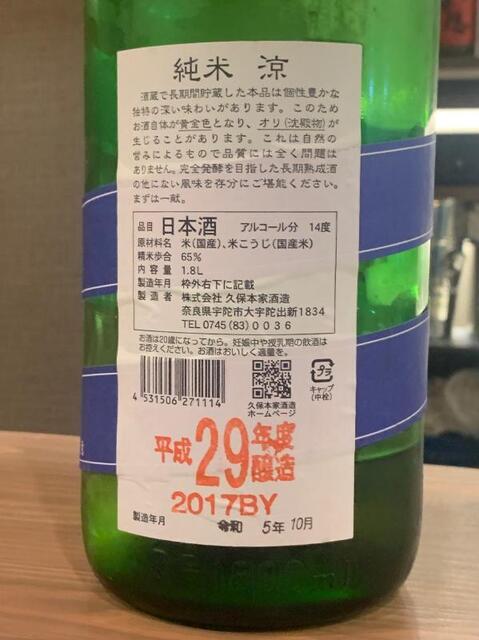 純米 涼
酒蔵で長期間貯蔵した本品は個性豊かな
独特の深い味わいがあります。このため
お酒自体が黄金色となり、オリ(沈殿物)が
生じることがあります。これは自然の
営みによるもので品質には全く問題は
ありません。完全発酵を目指した長期熟成酒
の他にない風味を存分にご堪能ください。
まずは一献。
品目 日本酒 アルコール分 14度
原材料名 米(国産)、米こうじ(国産米)
精米歩合 65%
内容量 1.8L
製造年月 枠外右下に記載
製造者 株式会社 久保本家酒造
奈良県宇陀市大宇陀出新1834
TEL 0745(83)0036
お酒は20歳になってから。妊娠中や授乳期の飲酒は
お控えください。お酒はおいしく適量を。
4 531506 271114
久保本家酒造
ホームページ
プラ
キャップ
(中栓)
平成29年度醸造
2017BY
製造年月 令和 5年10月